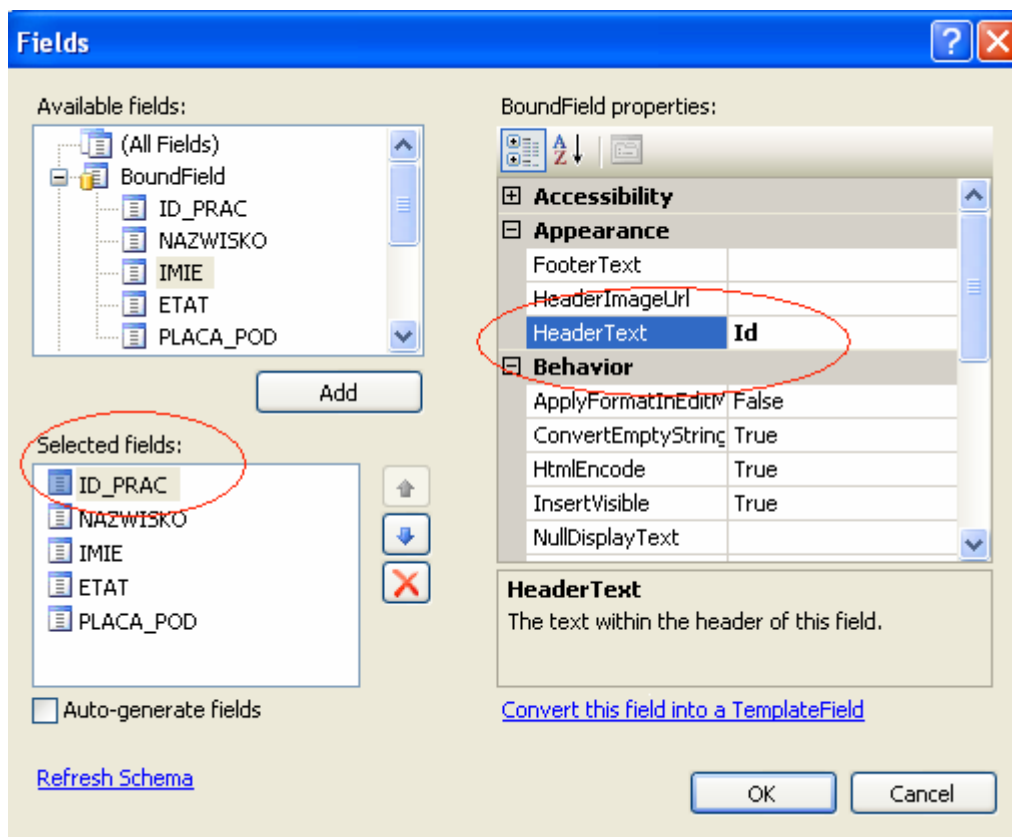 Fields
Available fields:
(All Fields)
BoundField
ID_PRAC
NAZWISKO
IMIE
ETAT
PLACA_POD
Add
Selected fields:
ID_PRAC
NAZWISKO
IMIE
ETAT
PLACA_POD
Auto-generate fields
Refresh Schema
BoundField properties:
A
Z
Accessibility
Appearance
FooterText
HeaderImageUrl
HeaderText Id
Behavior
ApplyFormatInEditM False
ConvertEmptyString True
HtmlEncode True
InsertVisible True
NullDisplayText
HeaderText
The text within the header of this field.
Convert this field into a TemplateField
OK Cancel